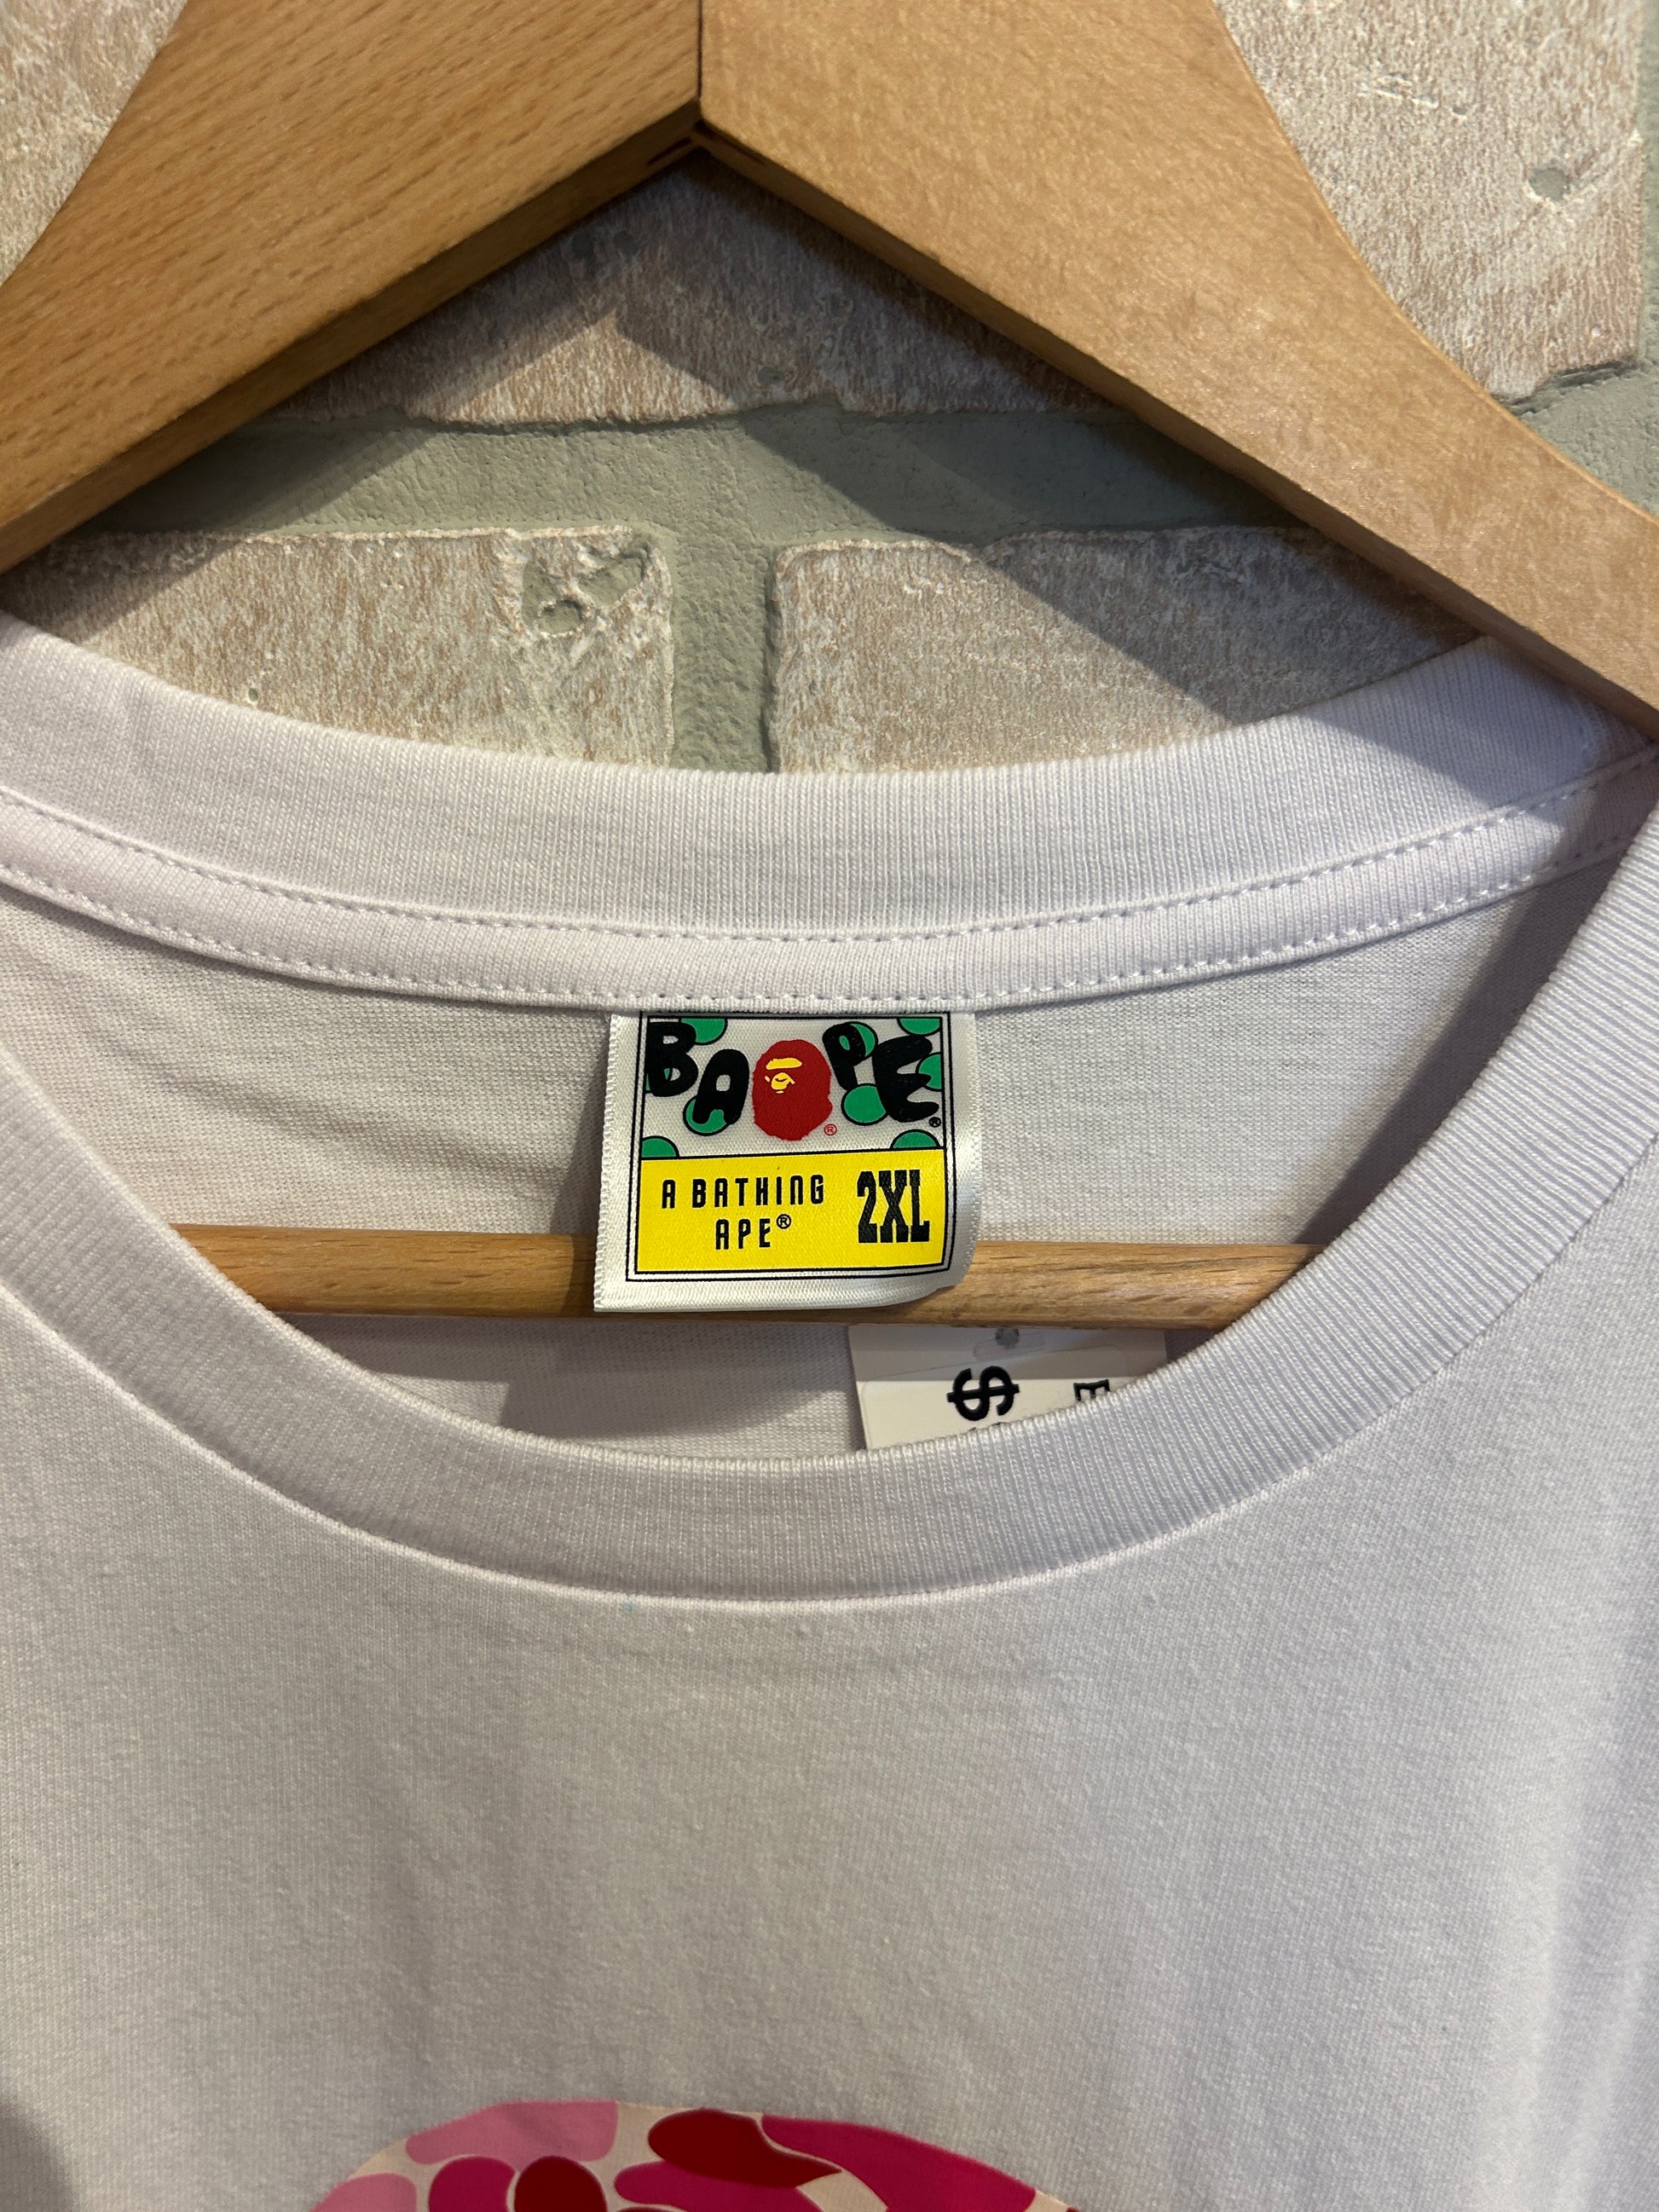 BAPE®
®
A BATHING
APE® 2XL
$
E